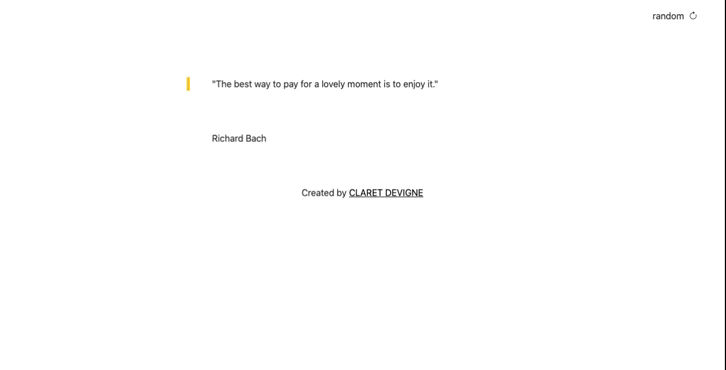 random
"The best way to pay for a lovely moment is to enjoy it."
Richard Bach
Created by CLARET DEVIGNE